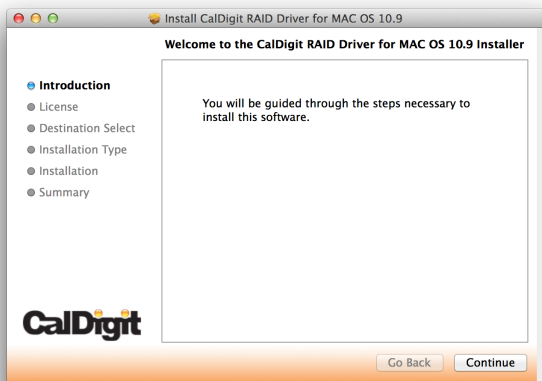 Install CalDigit RAID Driver for MAC OS 10.9
Welcome to the CalDigit RAID Driver for MAC OS 10.9 Installer
Introduction
License
Destination Select
Installation Type
Installation
Summary
You will be guided through the steps necessary to
install this software.
CalDigit
Go Back
Continue